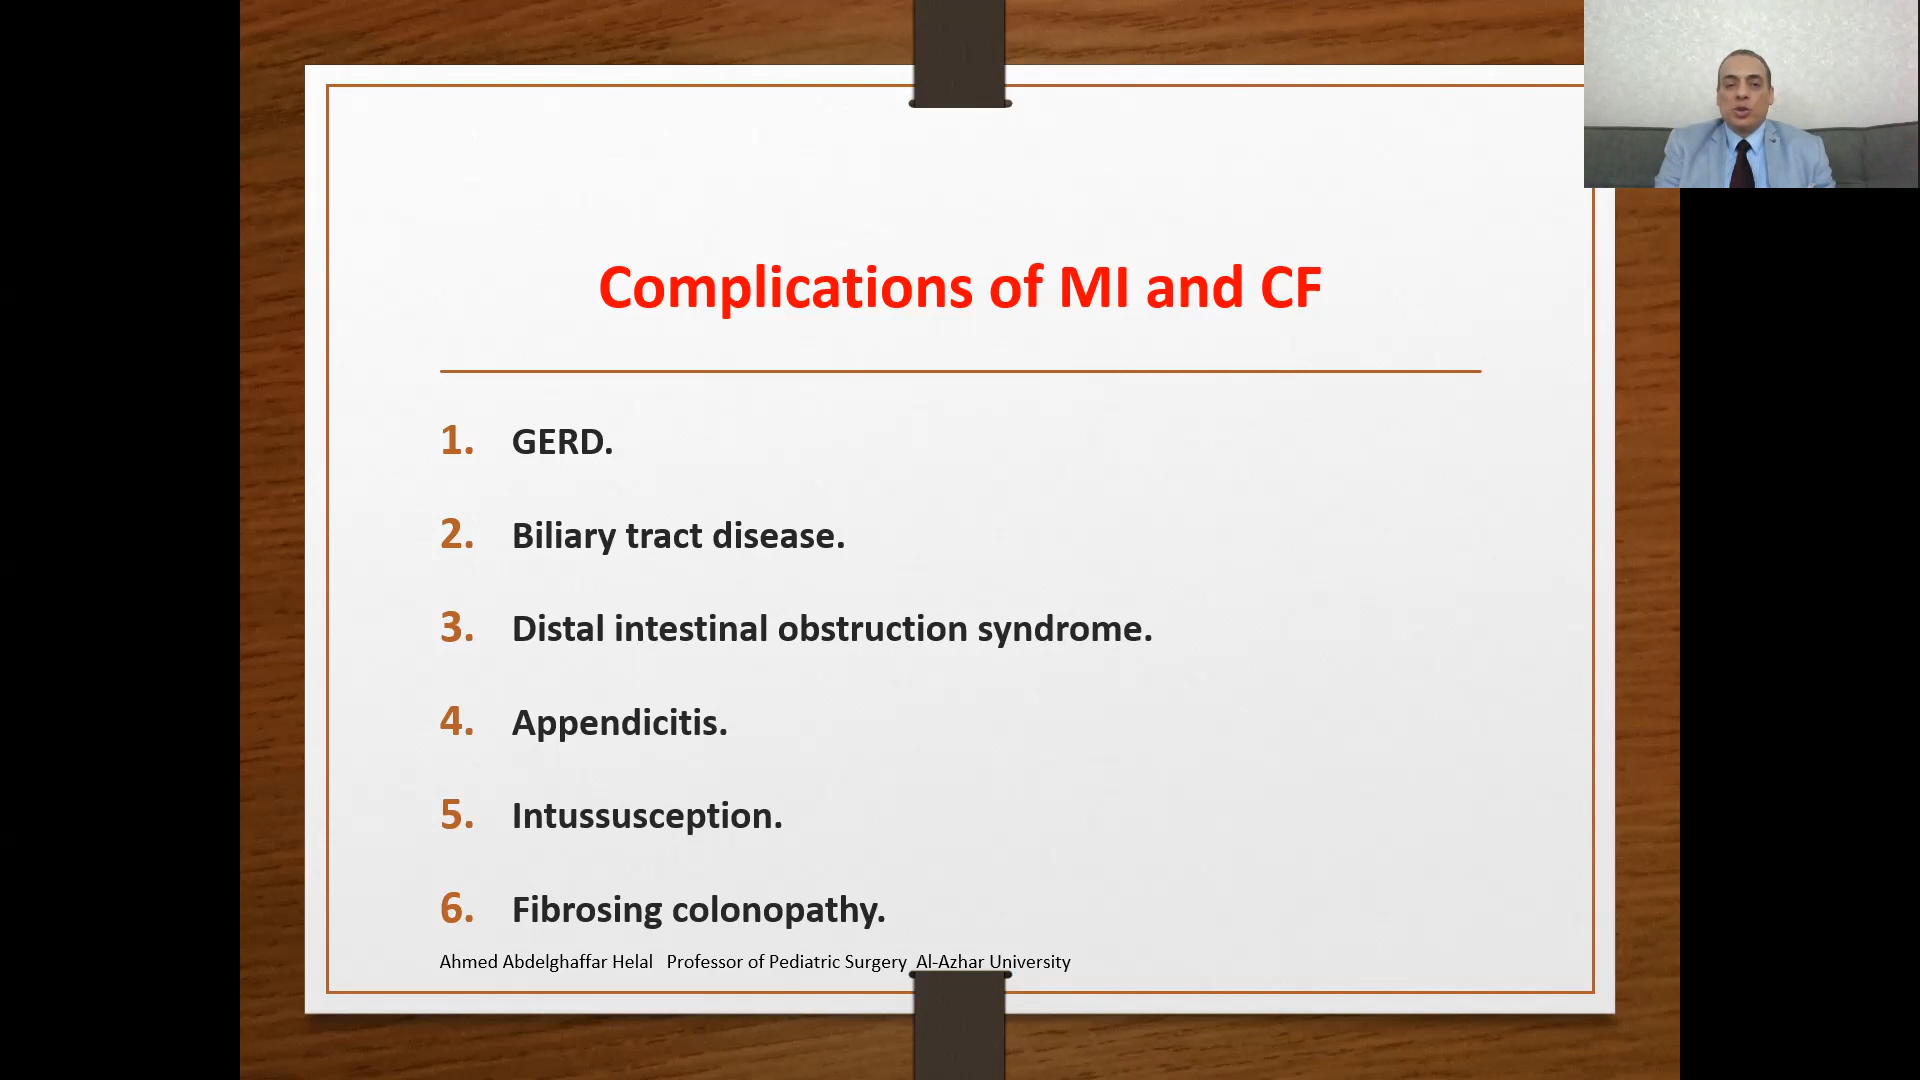 Complications of MI and CF
1. GERD.
2. Biliary tract disease.
3. Distal intestinal obstruction syndrome.
4. Appendicitis.
5. Intussusception.
6. Fibrosing colonopathy.
Ahmed Abdelghaffar Helal Professor of Pediatric Surgery Al-Azhar University